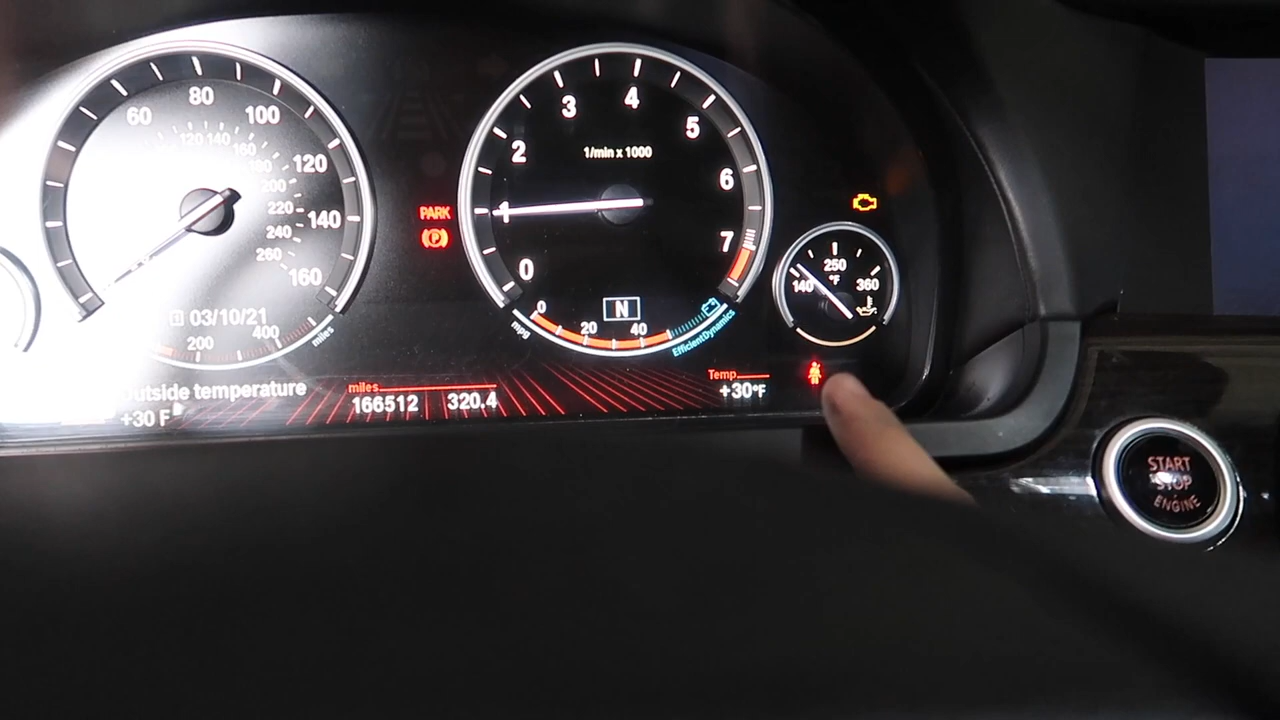 60
80
100
120
140
160
120 140
160
180
200
220
240
260
03/10/21
200
400
miles
Outside temperature
+30 F
PARK
P
0
1
2
3
4
5
6
7
1/min x 1000
N
mpg
0
20
40
EfficientDynamics
miles
166512 320.4
Temp
+30°F
140
250
360
°F
START
STOP
ENGINE